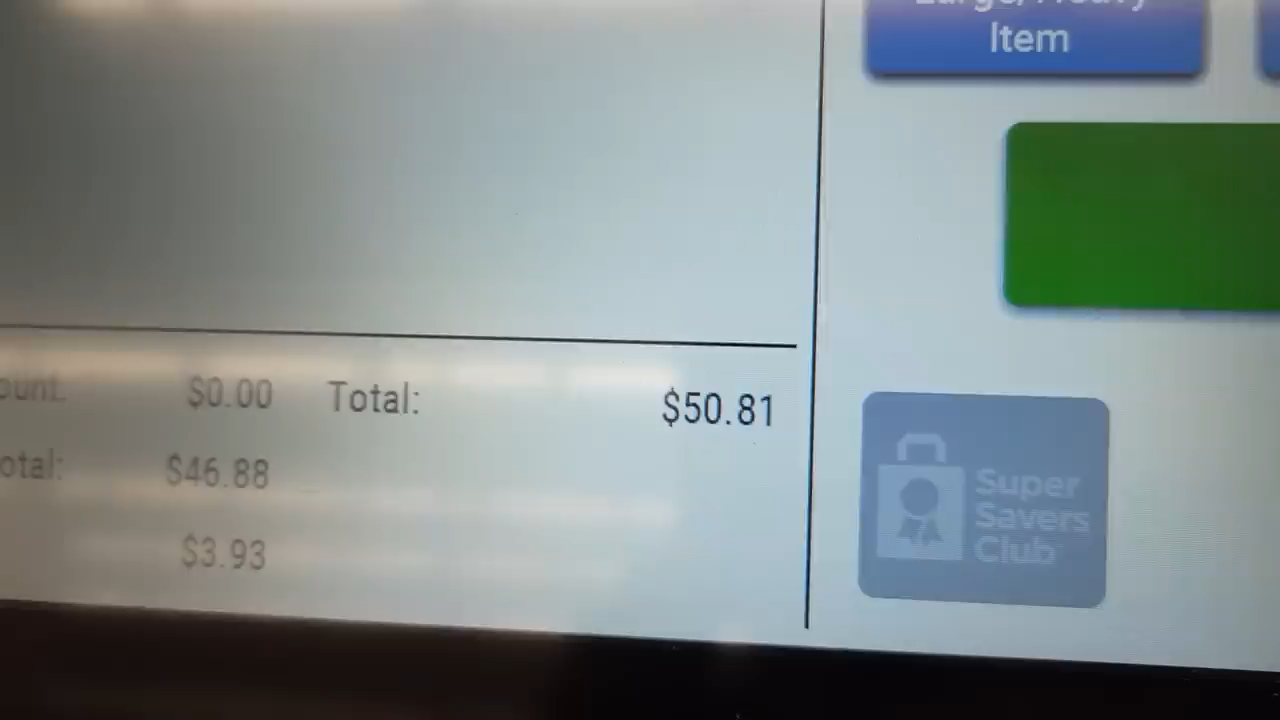 Item
$0.00 Total: $50.81
$46.88
$3.93
Super
Savers
Club